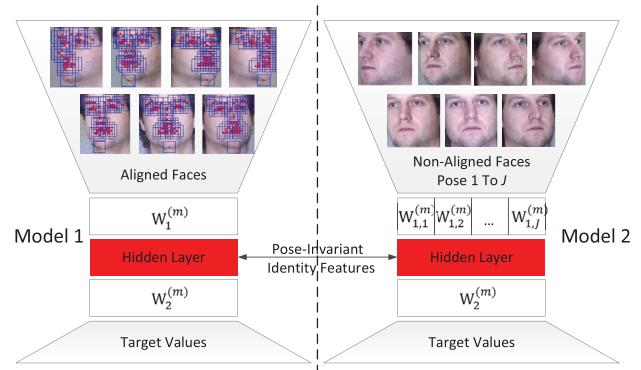 Aligned Faces
W₁⁽ᵐ⁾
Model 1
Hidden Layer
W₂⁽ᵐ⁾
Target Values
Pose-Invariant
Identity Features
Non-Aligned Faces
Pose 1 To J
W₁,₁⁽ᵐ⁾ W₁,₂⁽ᵐ⁾ ... W₁,J⁽ᵐ⁾
Model 2
Hidden Layer
W₂⁽ᵐ⁾
Target Values